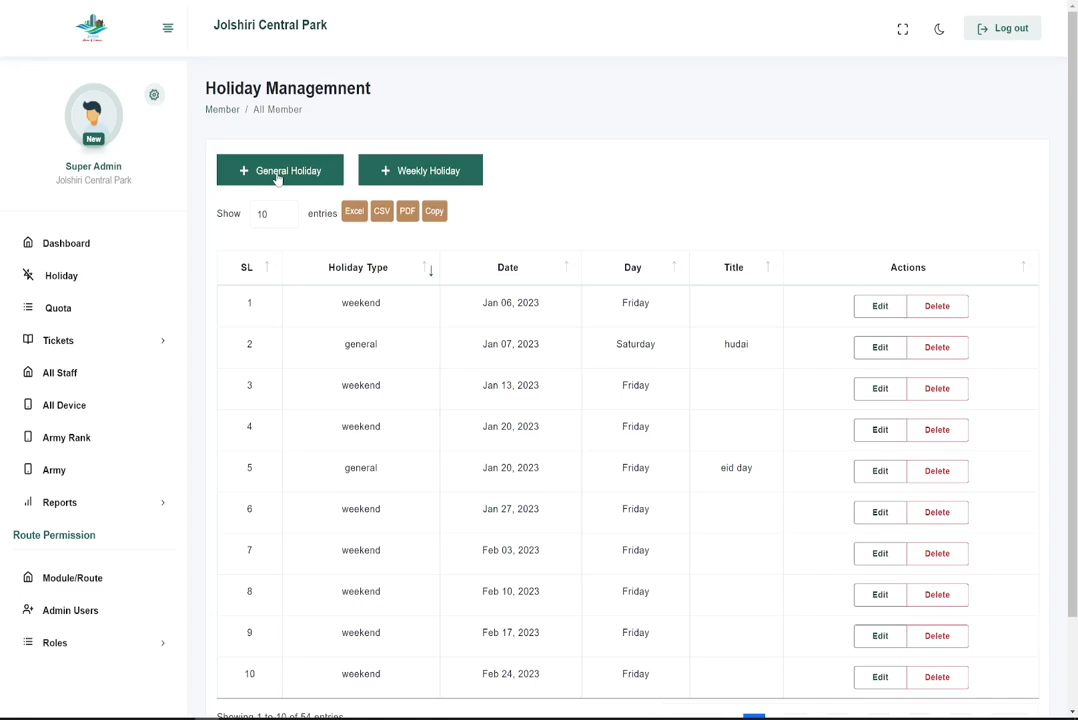 Jolshiri Central Park
Log out
New
Super Admin
Jolshiri Central Park
Dashboard
Holiday
Quota
Tickets
All Staff
All Device
Army Rank
Army
Reports
Route Permission
Module/Route
Admin Users
Roles
Holiday Managemnent
Member / All Member
+ General Holiday + Weekly Holiday
Show 10 entries Excel CSV PDF Copy
SL Holiday Type Date Day Title Actions
1 weekend Jan 06, 2023 Friday Edit Delete
2 general Jan 07, 2023 Saturday hudai Edit Delete
3 weekend Jan 13, 2023 Friday Edit Delete
4 weekend Jan 20, 2023 Friday Edit Delete
5 general Jan 20, 2023 Friday eid day Edit Delete
6 weekend Jan 27, 2023 Friday Edit Delete
7 weekend Feb 03, 2023 Friday Edit Delete
8 weekend Feb 10, 2023 Friday Edit Delete
9 weekend Feb 17, 2023 Friday Edit Delete
10 weekend Feb 24, 2023 Friday Edit Delete
Showing 1 to 10 of 54 entries